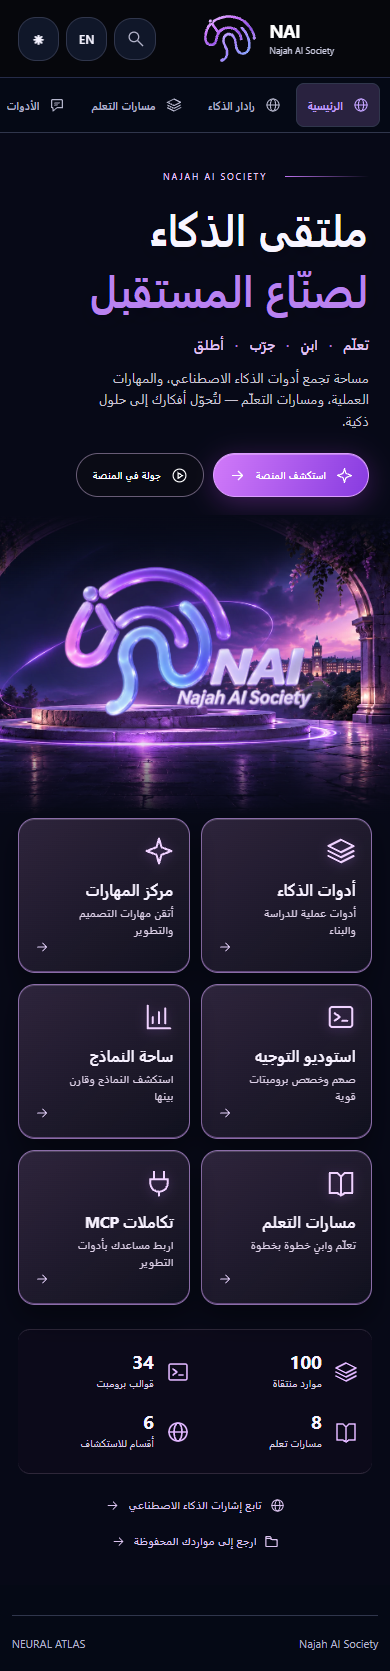 NAI
Najah AI Society
EN
الرئيسية
رادار الذكاء
مسارات التعلم
الأدوات
NAJAH AI SOCIETY
ملتقى الذكاء
لصنّاع المستقبل
تعلّم · ابنِ · جرّب · أطلق
مساحة تجمع أدوات الذكاء الاصطناعي، والمهارات
العملية، ومسارات التعلّم — لتُحوّل أفكارك إلى حلول
ذكية.
استكشف المنصة
جولة في المنصة
NAI
Najah AI Society
أدوات الذكاء
أدوات عملية للدراسة
والبناء
مركز المهارات
أتقن مهارات التصميم
والتطوير
استوديو التوجيه
صمّم وخصّص برومبتات
قوية
ساحة النماذج
استكشف النماذج وقارن
بينها
مسارات التعلم
تعلّم وابنِ خطوة بخطوة
تكاملات MCP
اربط مساعدك بأدوات
التطوير
100
موارد منتقاة
34
قوالب برومبت
8
مسارات تعلم
6
أقسام للاستكشاف
تابع إشارات الذكاء الاصطناعي
ارجع إلى مواردك المحفوظة
Najah AI Society
NEURAL ATLAS